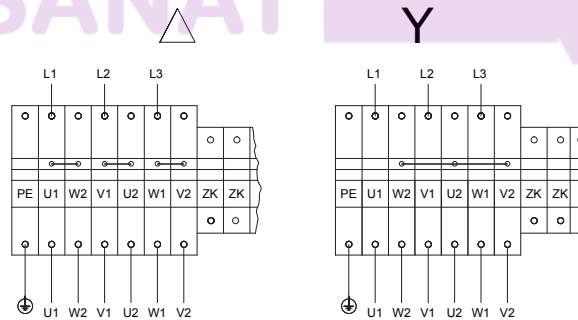 SANAT
Y
L1 L2 L3
L1 L2 L3
PE U1 W2 V1 U2 W1 V2 ZK ZK
PE U1 W2 V1 U2 W1 V2 ZK ZK
U1 W2 V1 U2 W1 V2
U1 W2 V1 U2 W1 V2